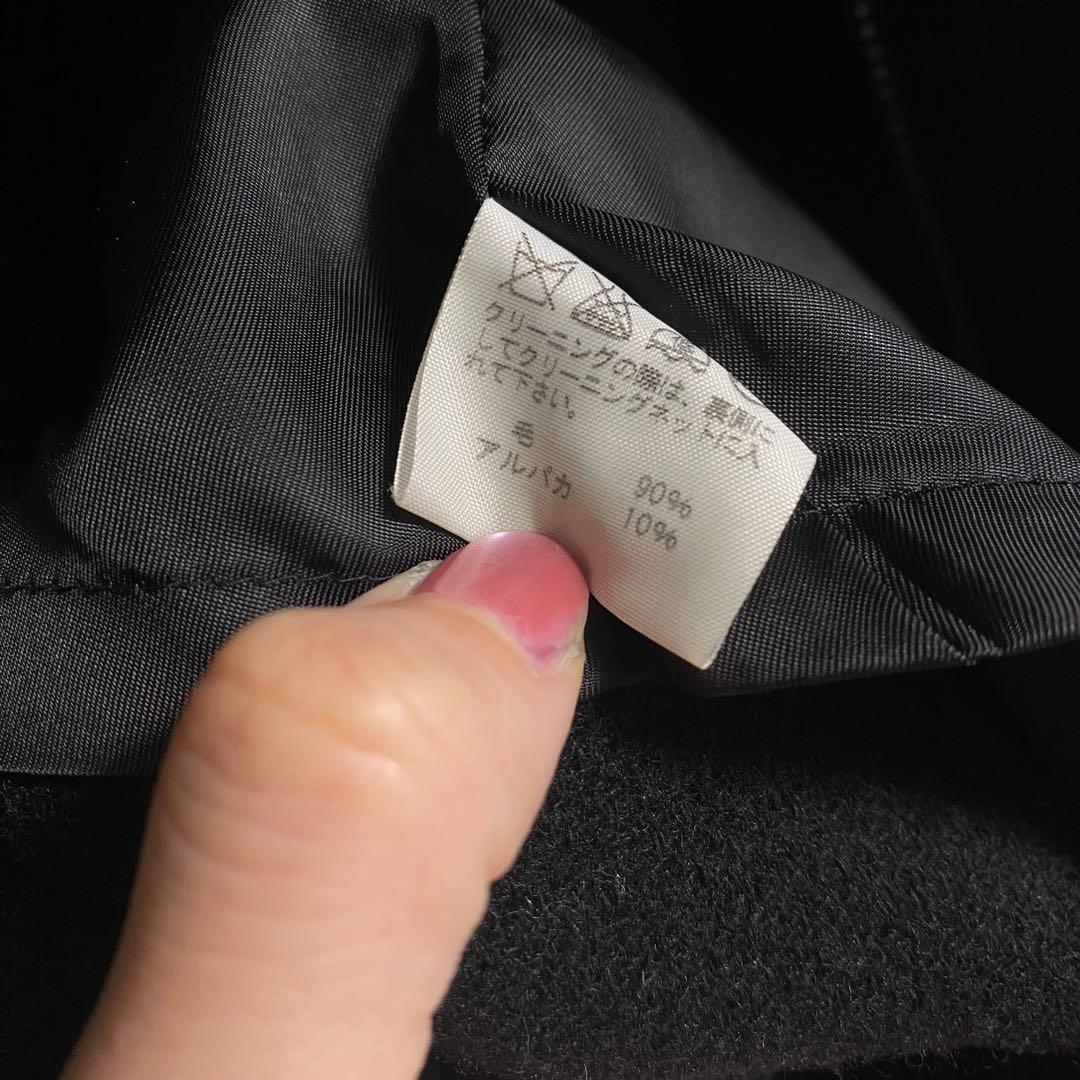 クリーニングの際は、裏側に
してクリーニングネットに入
れて下さい。
毛 90%
アルパカ 10%